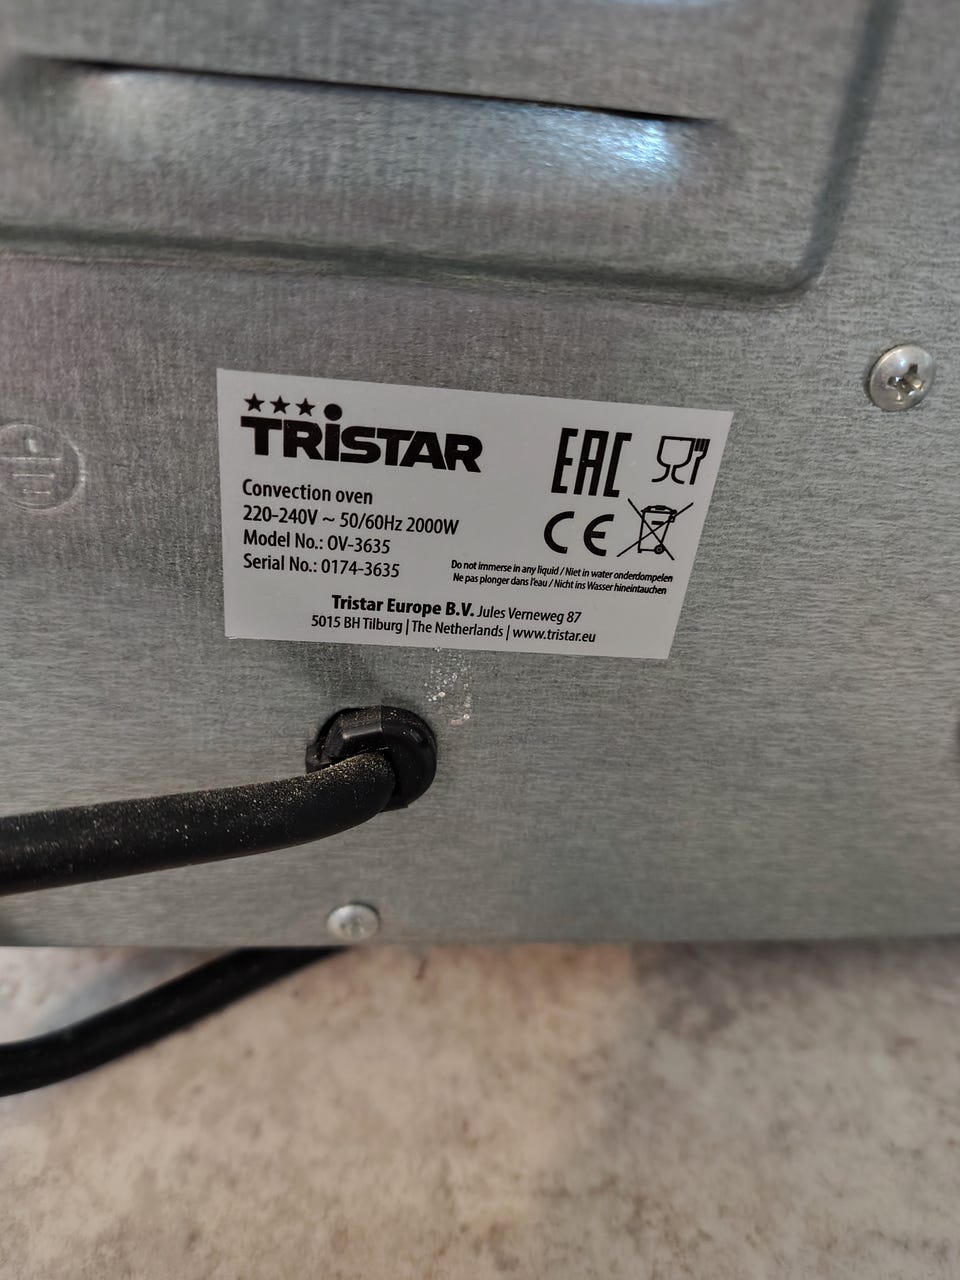 TRISTAR
Convection oven
220-240V ~ 50/60Hz 2000W
Model No.: OV-3635
Serial No.: 0174-3635
EAC
CE
Do not immerse in any liquid / Niet in water onderdompelen
Ne pas plonger dans l'eau / Nicht ins Wasser hineintauchen
Tristar Europe B.V. Jules Verneweg 87
5015 BH Tilburg | The Netherlands | www.tristar.eu